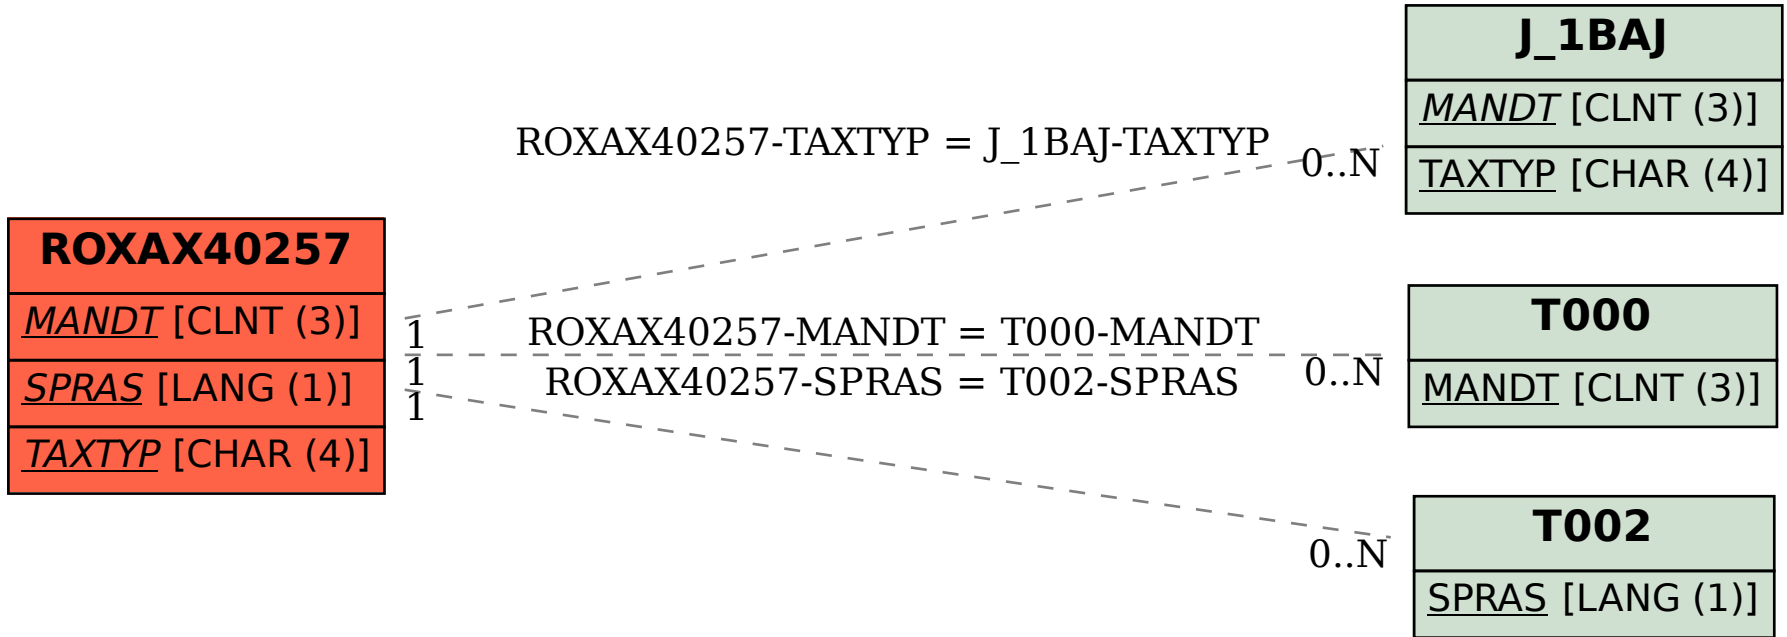 ROXAX40257
MANDT [CLNT (3)]
SPRAS [LANG (1)]
TAXTYP [CHAR (4)]
ROXAX40257-TAXTYP = J_1BAJ-TAXTYP
0..N
1
ROXAX40257-MANDT = T000-MANDT
0..N
1
ROXAX40257-SPRAS = T002-SPRAS
0..N
1
J_1BAJ
MANDT [CLNT (3)]
TAXTYP [CHAR (4)]
T000
MANDT [CLNT (3)]
T002
SPRAS [LANG (1)]